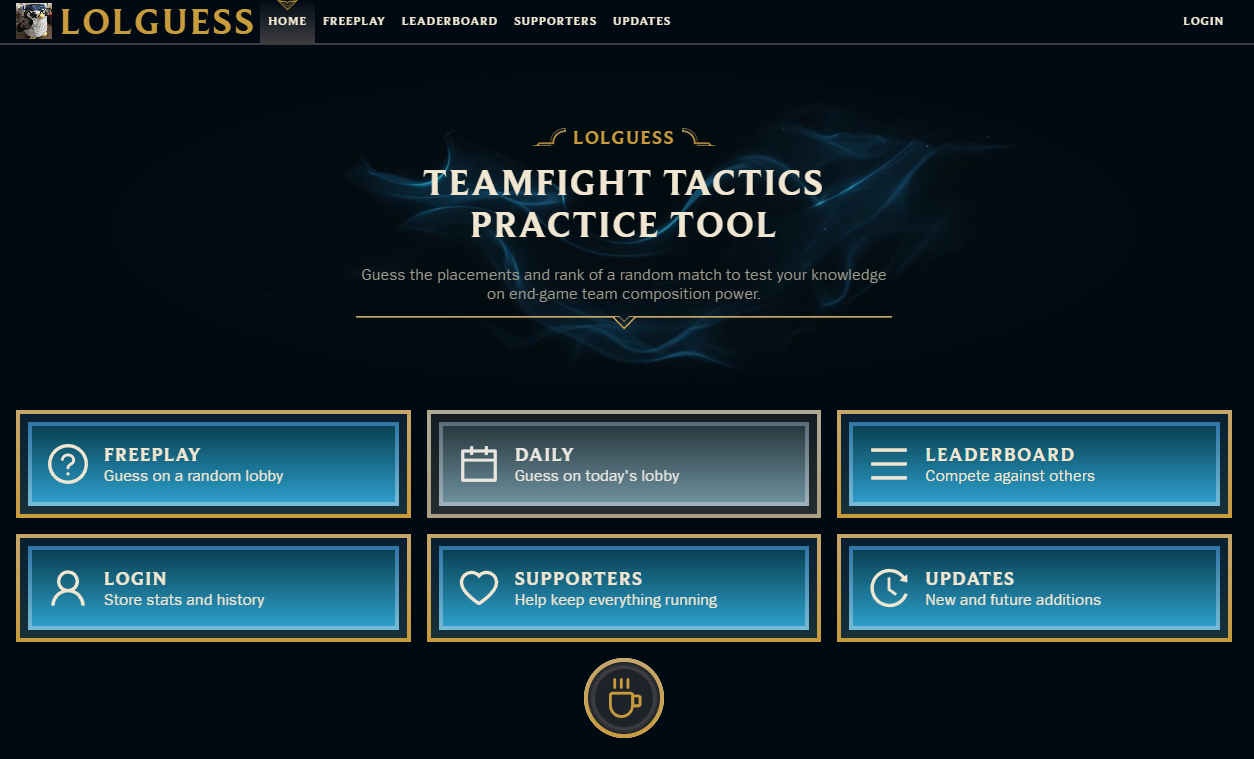 LOLGUESS
HOME FREEPLAY LEADERBOARD SUPPORTERS UPDATES LOGIN
LOLGUESS
TEAMFIGHT TACTICS
PRACTICE TOOL
Guess the placements and rank of a random match to test your knowledge
on end-game team composition power.
FREEPLAY
Guess on a random lobby
DAILY
Guess on today's lobby
LEADERBOARD
Compete against others
LOGIN
Store stats and history
SUPPORTERS
Help keep everything running
UPDATES
New and future additions